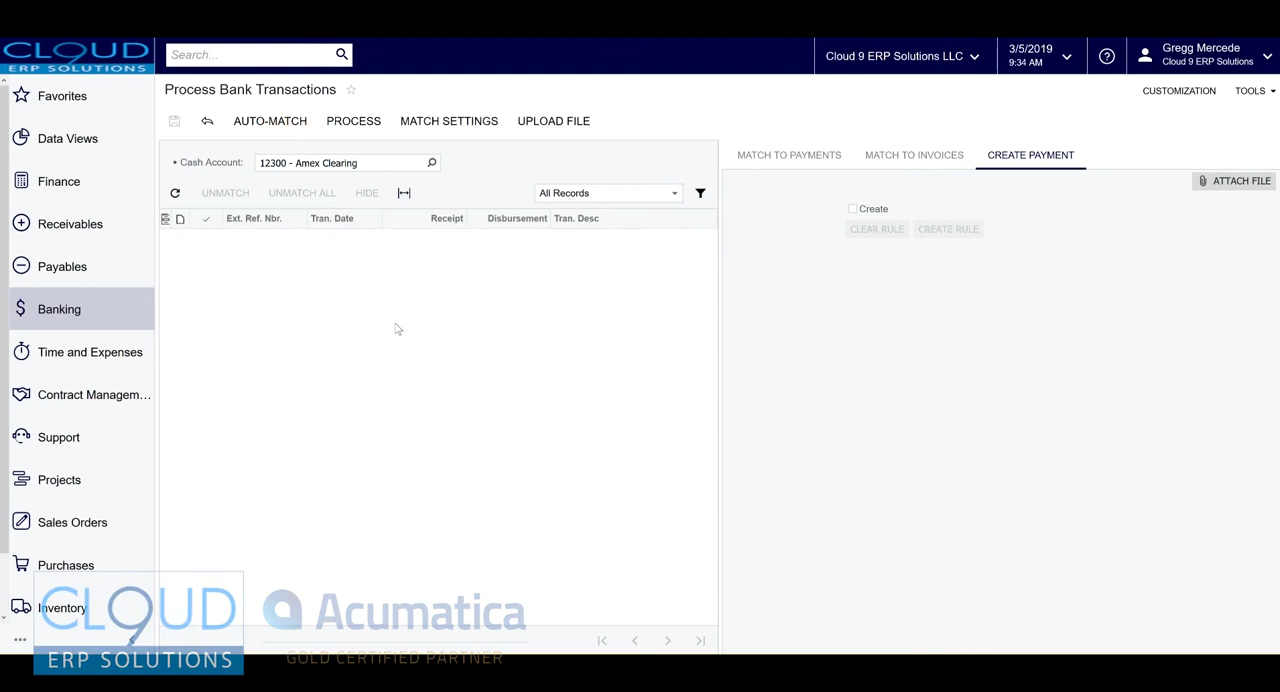 CLOUD
ERP SOLUTIONS
Search...
Cloud 9 ERP Solutions LLC
3/5/2019
9:34 AM
Gregg Mercede
Cloud 9 ERP Solutions
Favorites
Data Views
Finance
Receivables
Payables
Banking
Time and Expenses
Contract Managem...
Support
Projects
Sales Orders
Purchases
Inventory
Process Bank Transactions
CUSTOMIZATION
TOOLS
AUTO-MATCH
PROCESS
MATCH SETTINGS
UPLOAD FILE
Cash Account:
12300 - Amex Clearing
UNMATCH
UNMATCH ALL
HIDE
All Records
Ext. Ref. Nbr.
Tran. Date
Receipt
Disbursement
Tran. Desc
MATCH TO PAYMENTS
MATCH TO INVOICES
CREATE PAYMENT
ATTACH FILE
Create
CLEAR RULE
CREATE RULE
CLOUD
9
ERP SOLUTIONS
a Acumatica
GOLD CERTIFIED PARTNER